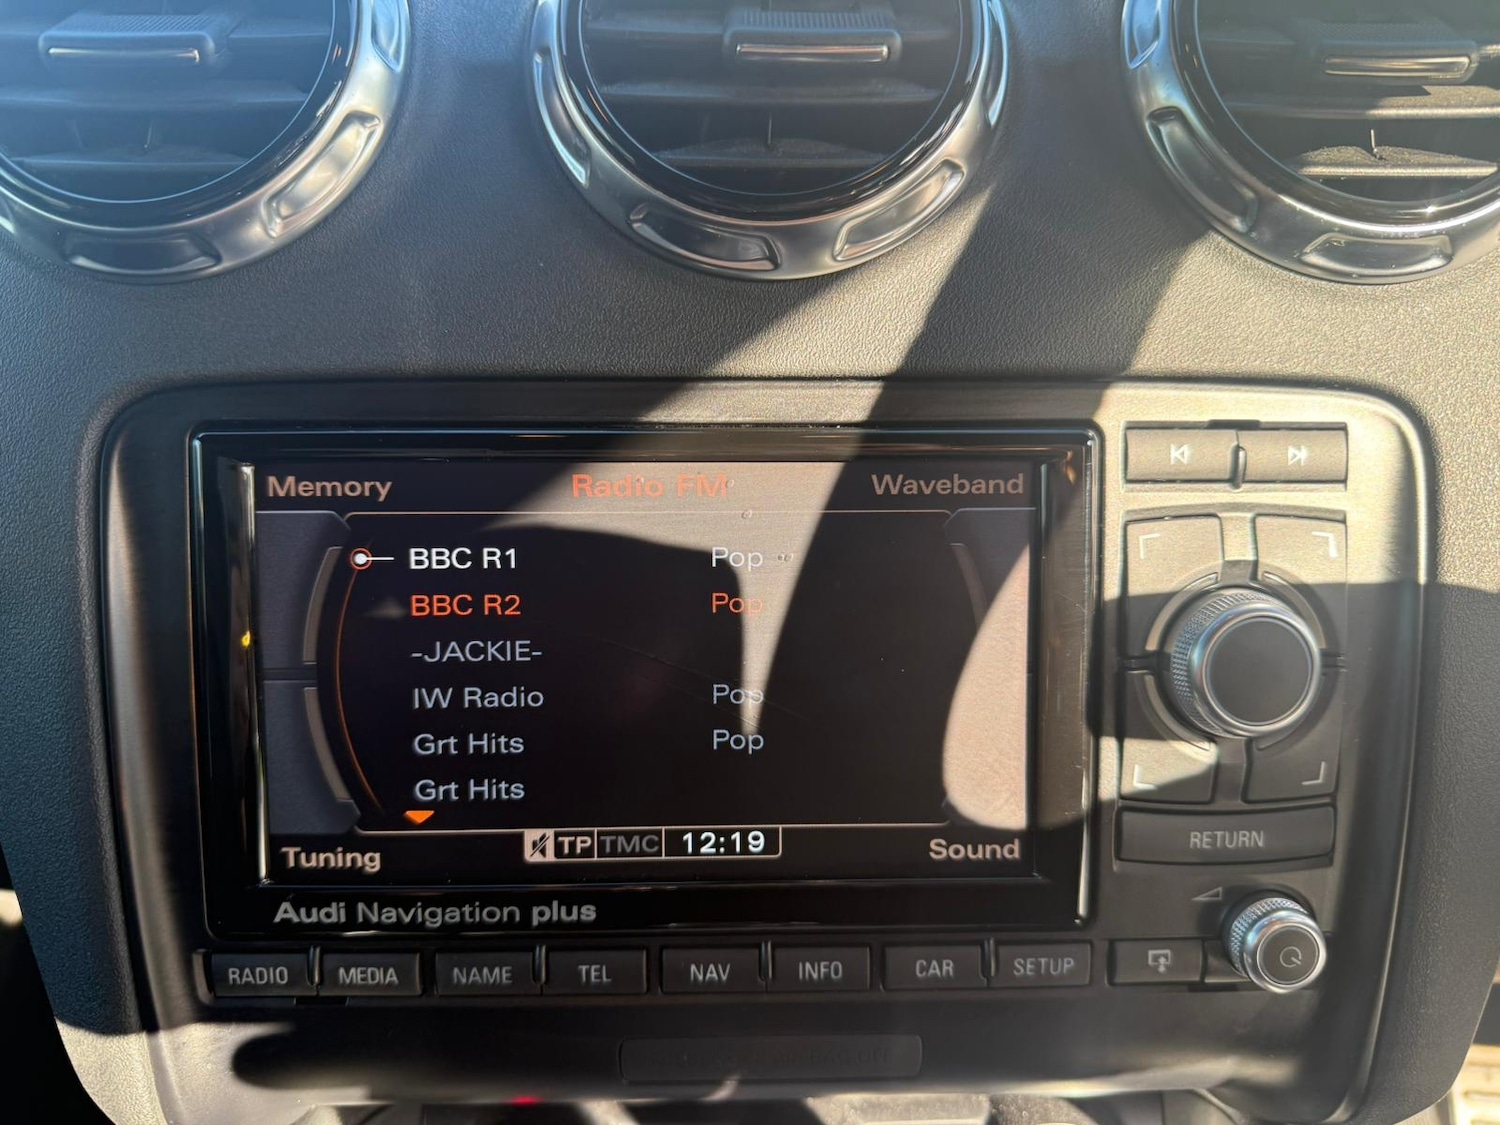 Memory Radio FM Waveband
BBC R1 Pop
BBC R2 Pop
-JACKIE-
IW Radio Pop
Grt Hits Pop
Grt Hits
TP TMC 12:19
Tuning Sound
Audi Navigation plus
RETURN
RADIO MEDIA NAME TEL NAV INFO CAR SETUP